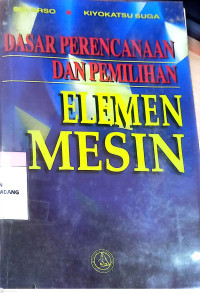 KIYOKATSU SUGA
DASAR PERENCANAAN
DAN PEMILIHAN
ELEMEN
MESIN